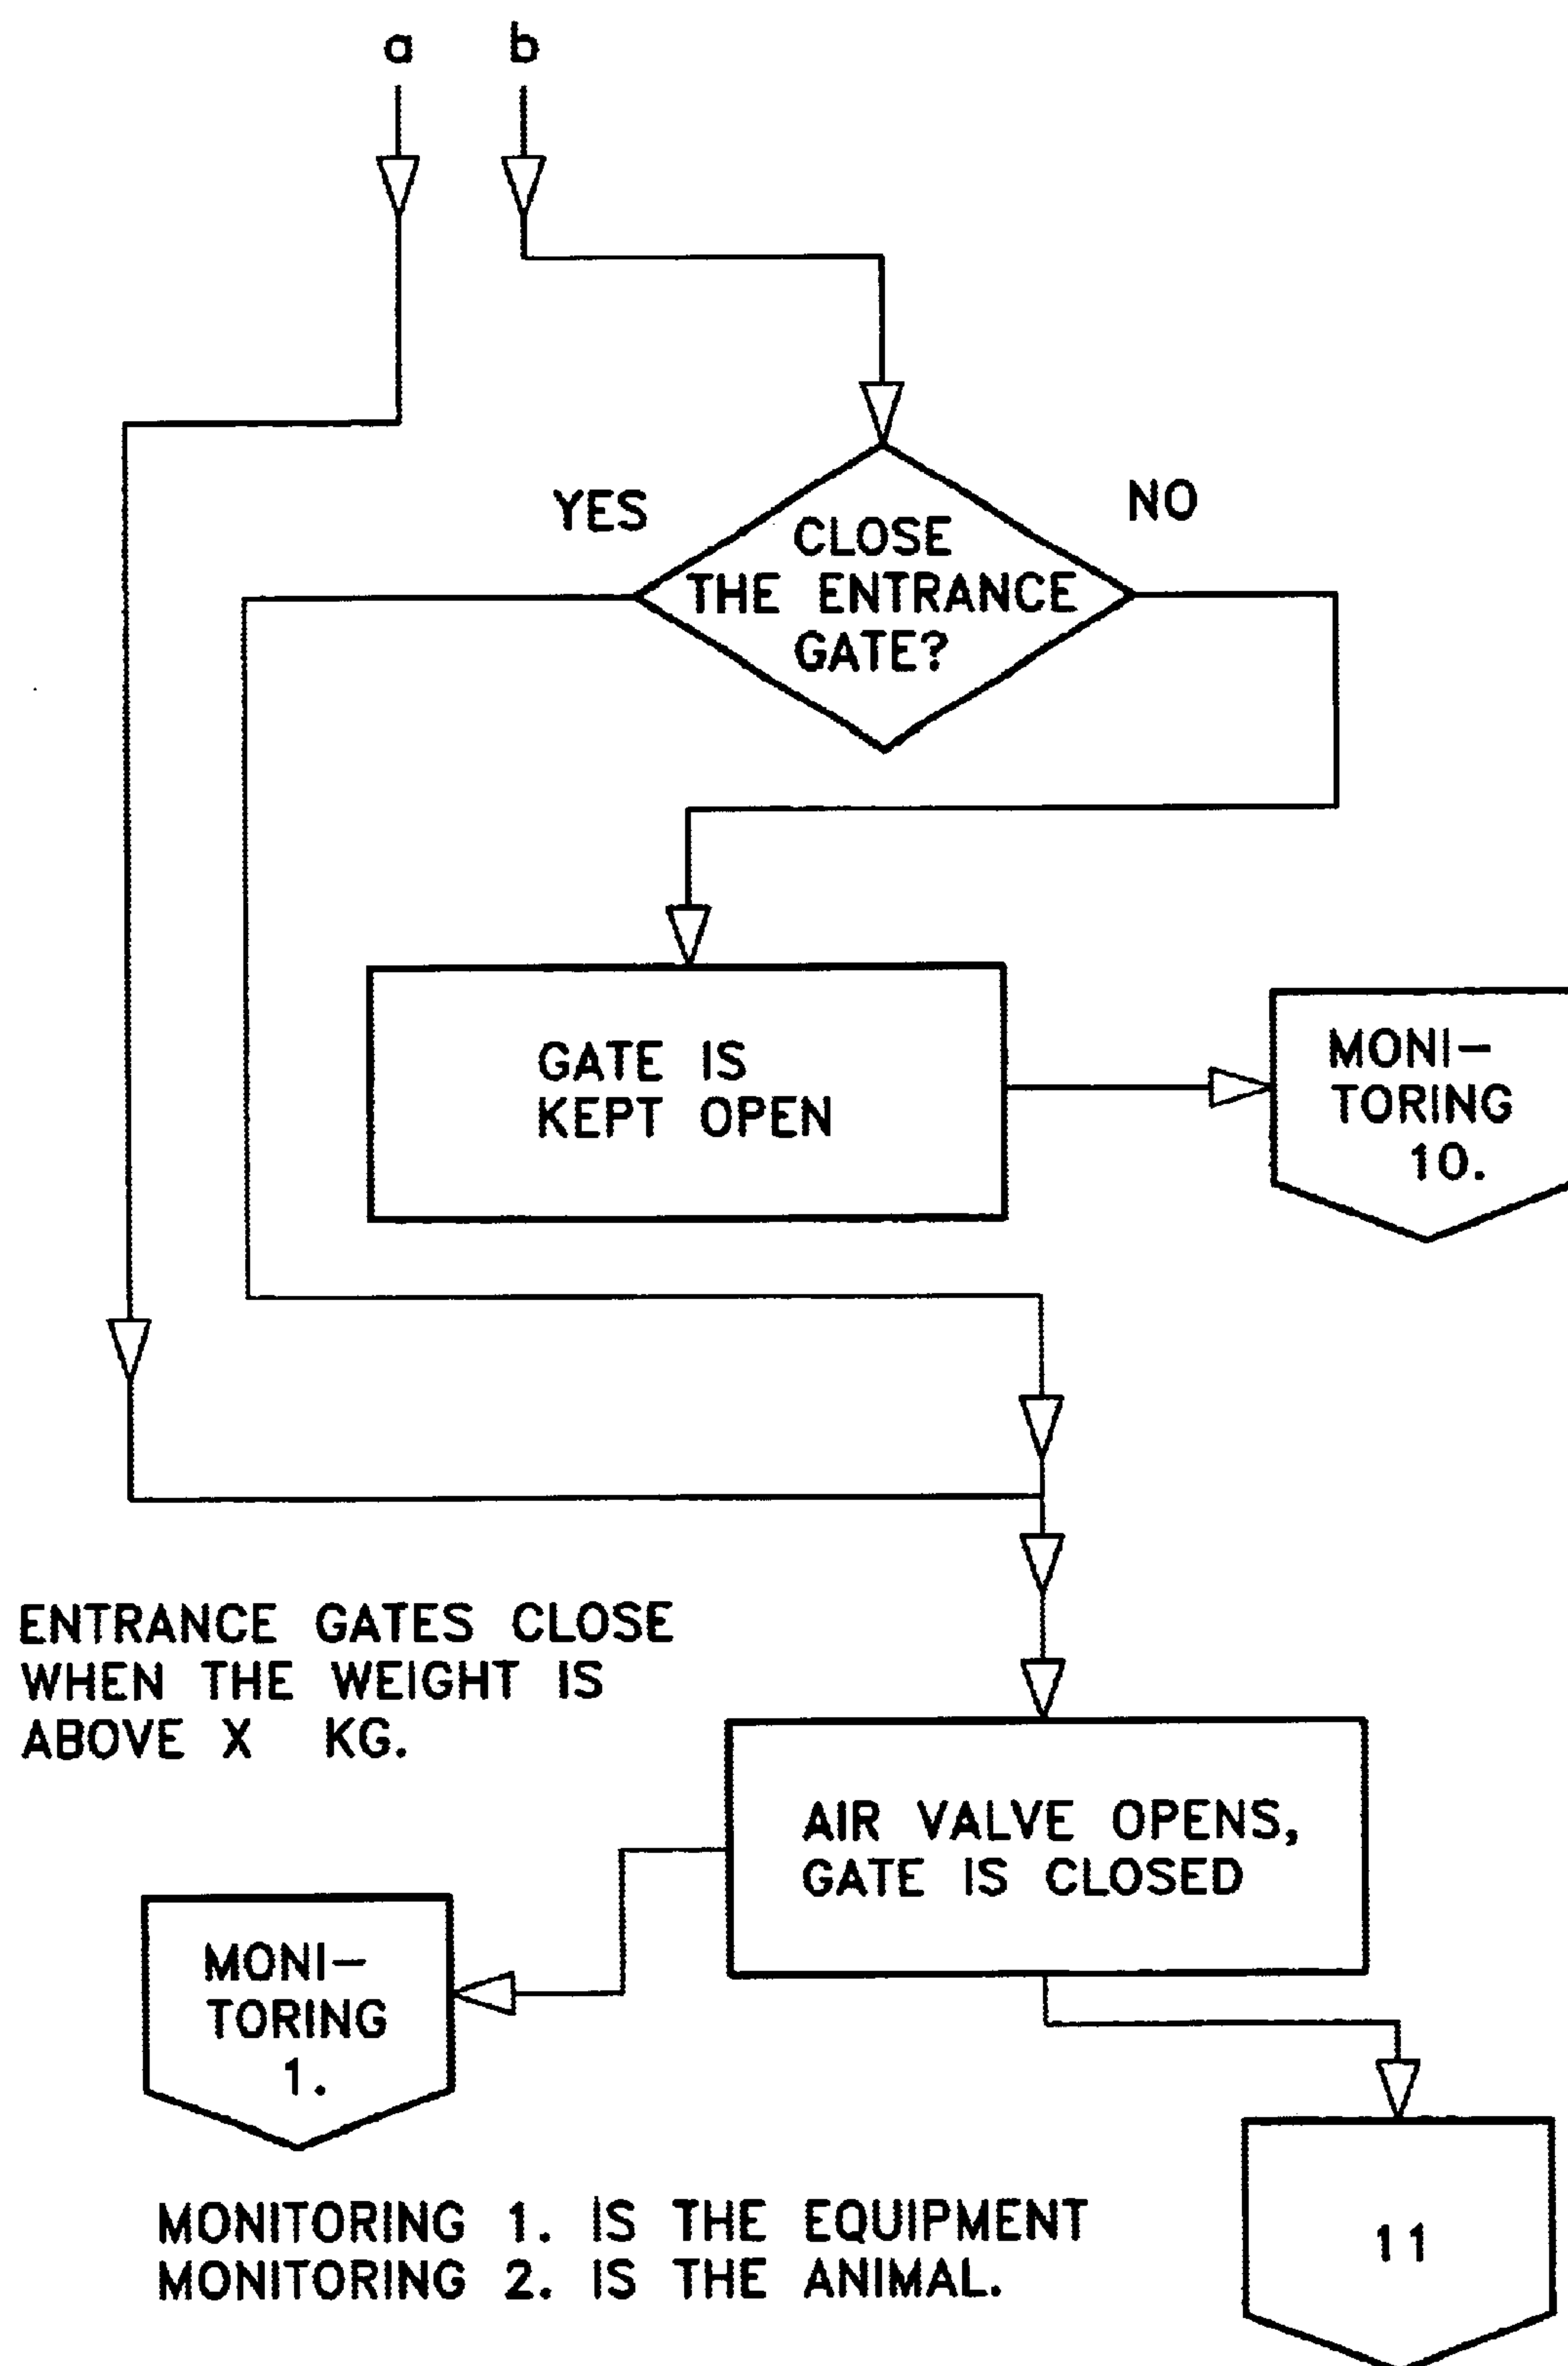 a b
YES
NO
CLOSE
THE ENTRANCE
GATE?
GATE IS
KEPT OPEN
MONI-
TORING
10.
ENTRANCE GATES CLOSE
WHEN THE WEIGHT IS
ABOVE X KG.
AIR VALVE OPENS,
GATE IS CLOSED
MONI-
TORING
1.
11
MONITORING 1. IS THE EQUIPMENT
MONITORING 2. IS THE ANIMAL.